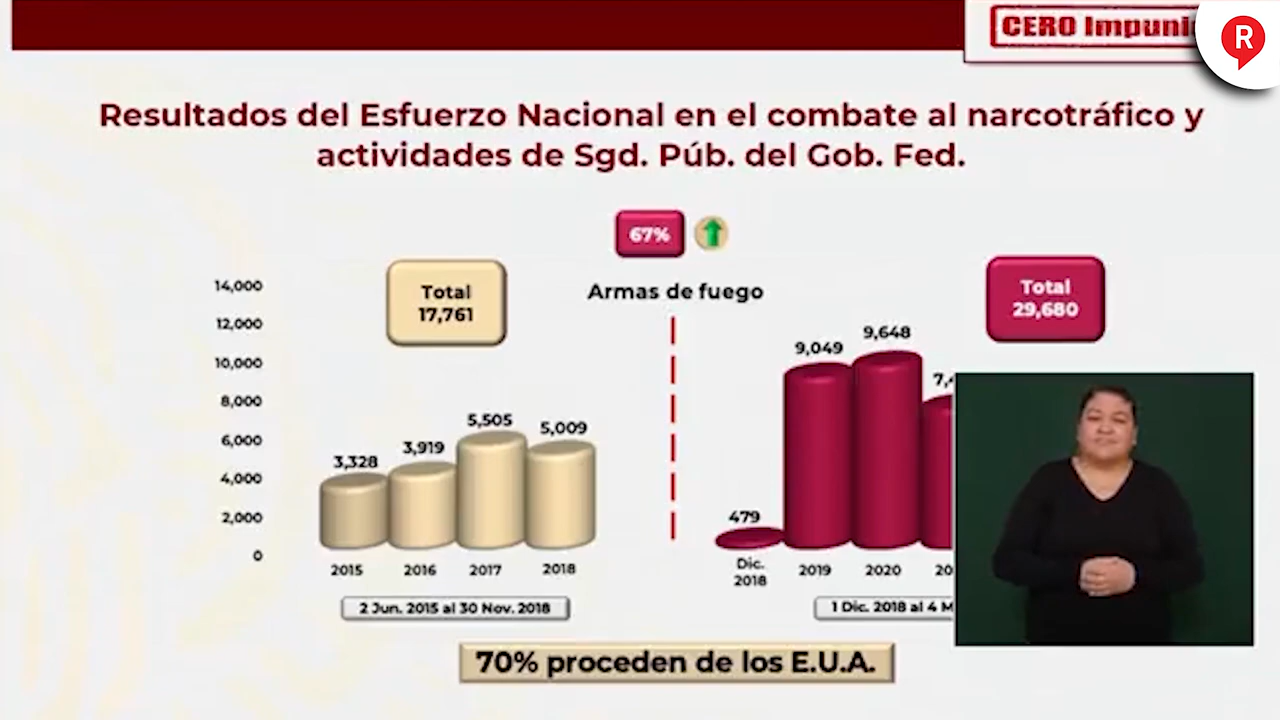 CERO Impuni
R
Resultados del Esfuerzo Nacional en el combate al narcotráfico y
actividades de Sgd. Púb. del Gob. Fed.
67%
Armas de fuego
Total
17,761
Total
29,680
14,000
12,000
10,000
8,000
6,000
4,000
2,000
0
3,328
3,919
5,505
5,009
479
9,049
9,648
7,4
2015
2016
2017
2018
Dic.
2018
2019
2020
20
2 Jun. 2015 al 30 Nov. 2018
1 Dic. 2018 al 4 M
70% proceden de los E.U.A.